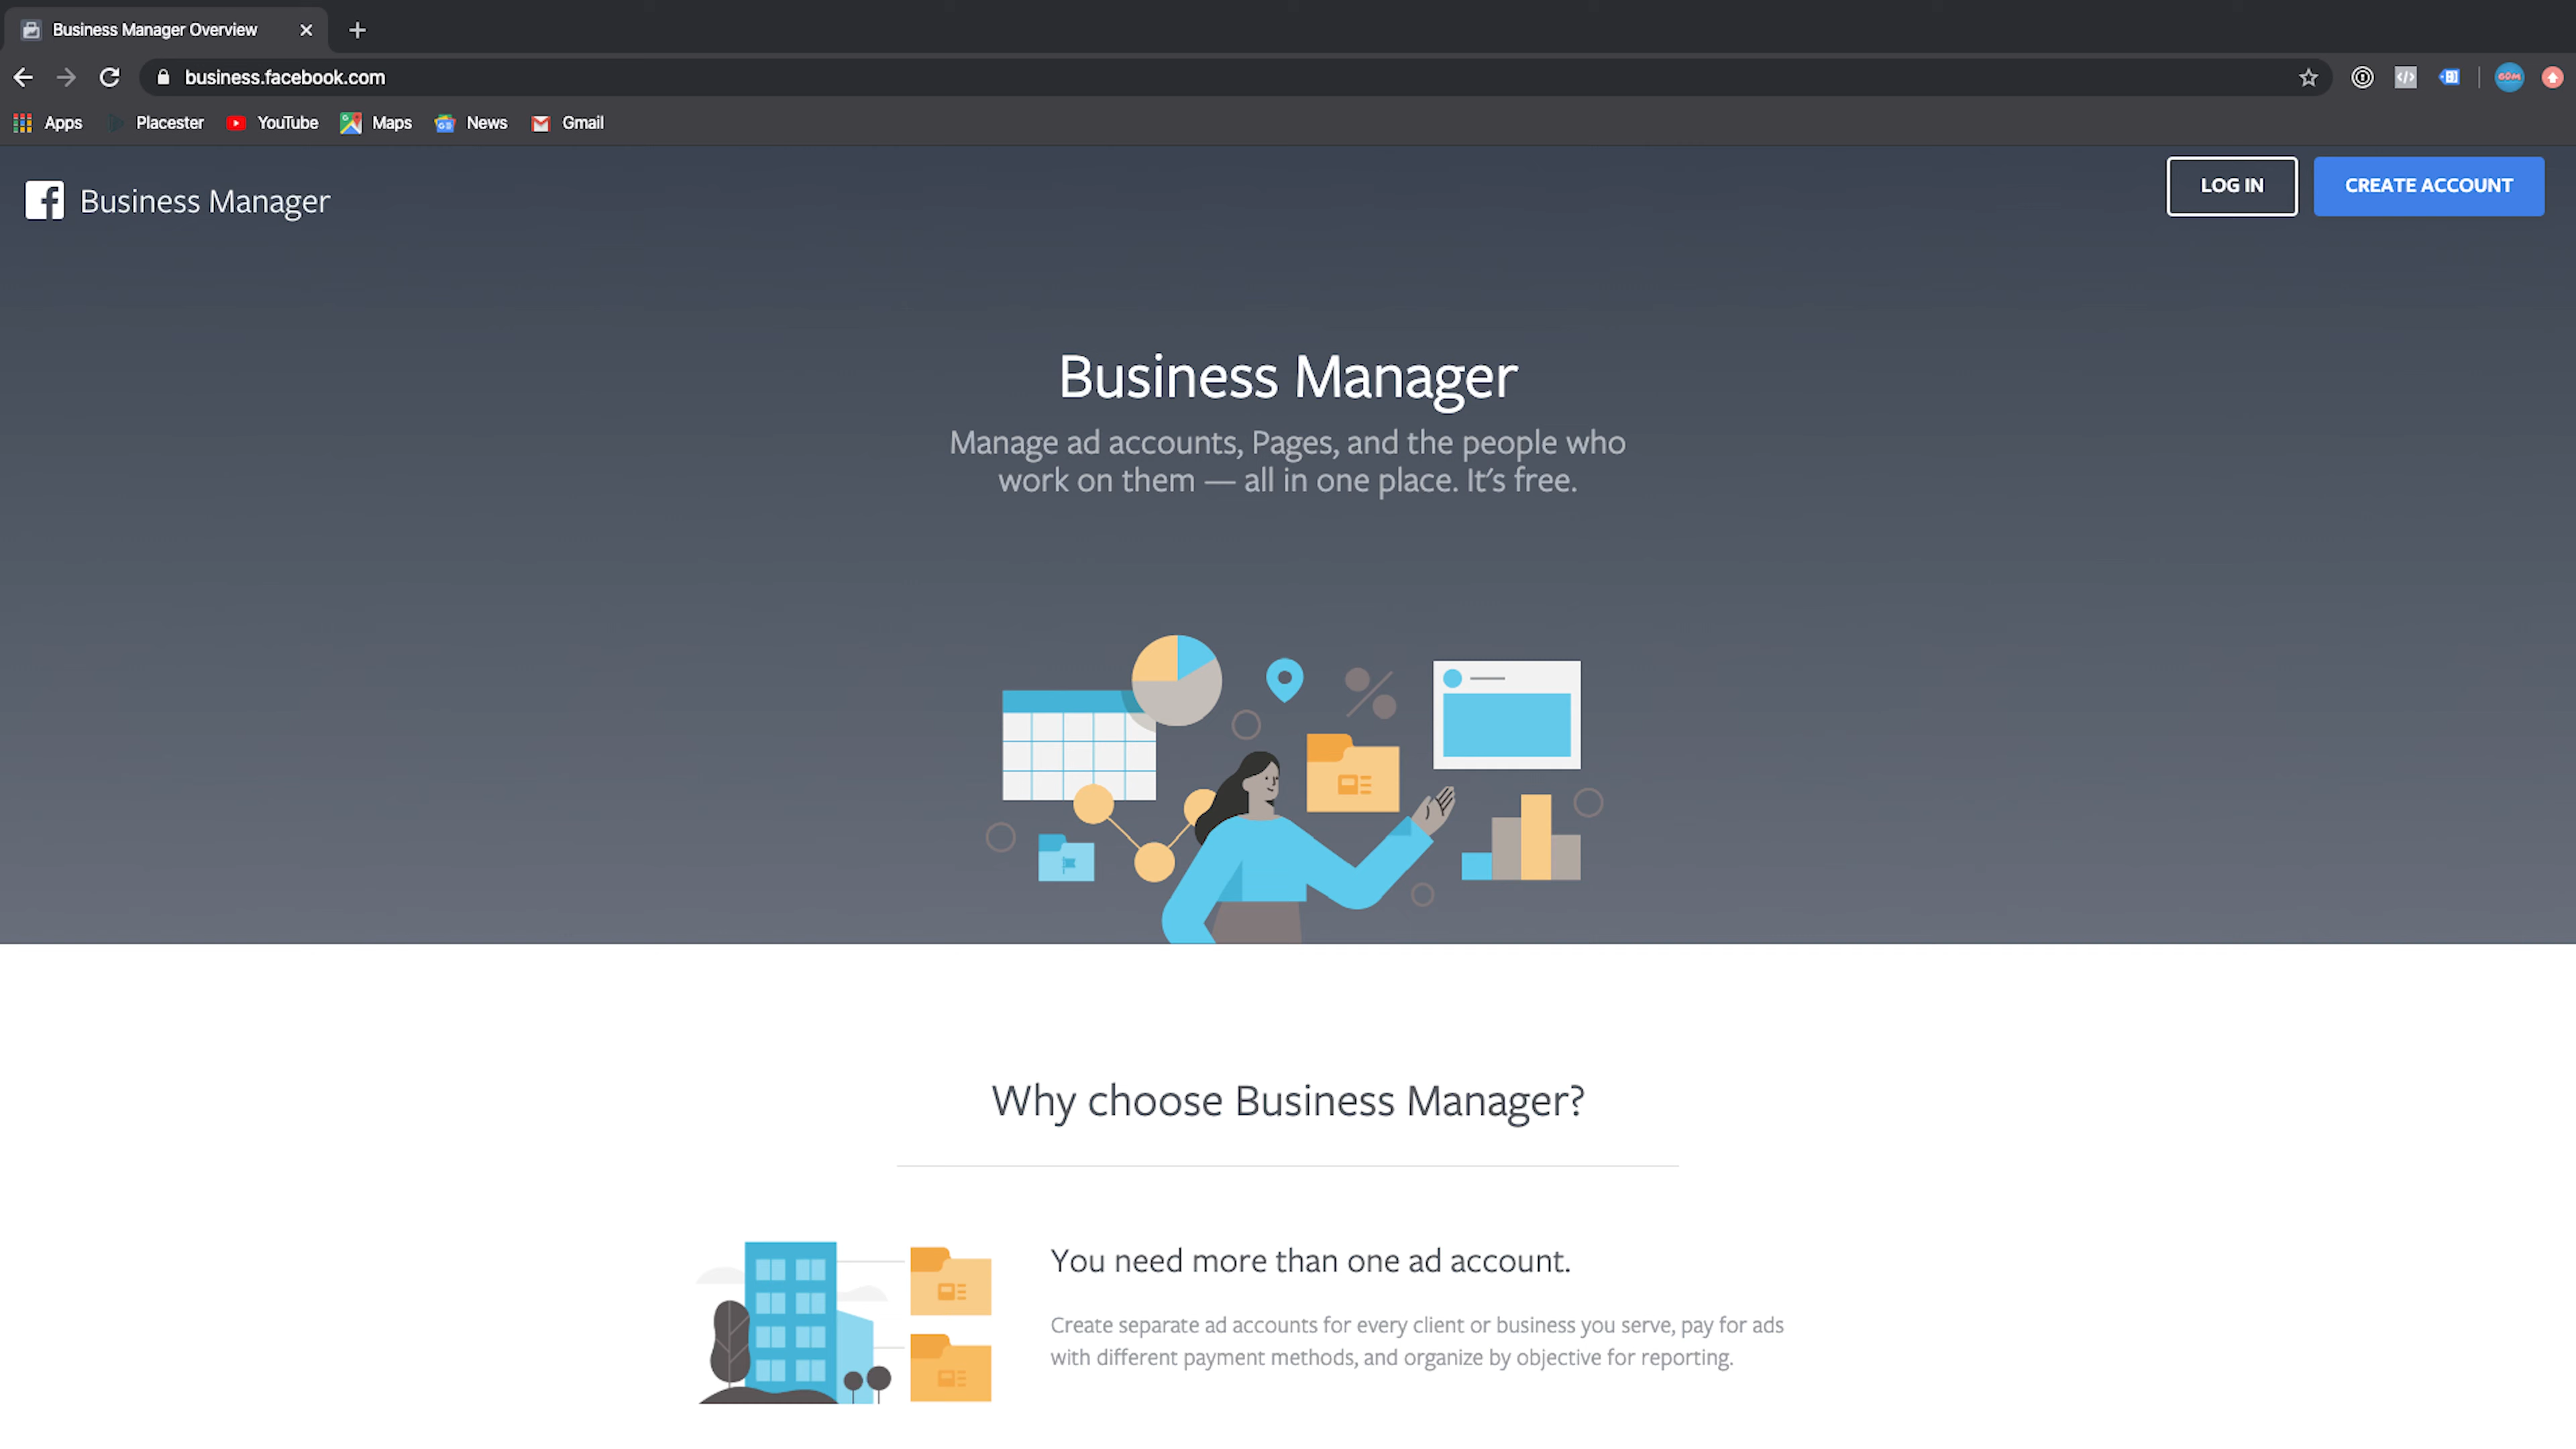 Business Manager Overview
business.facebook.com
GDM
Apps
Placester
YouTube
Maps
News
Gmail
Business Manager
LOG IN
CREATE ACCOUNT
Business Manager
Manage ad accounts, Pages, and the people who
work on them — all in one place. It's free.
Why choose Business Manager?
You need more than one ad account.
Create separate ad accounts for every client or business you serve, pay for ads
with different payment methods, and organize by objective for reporting.